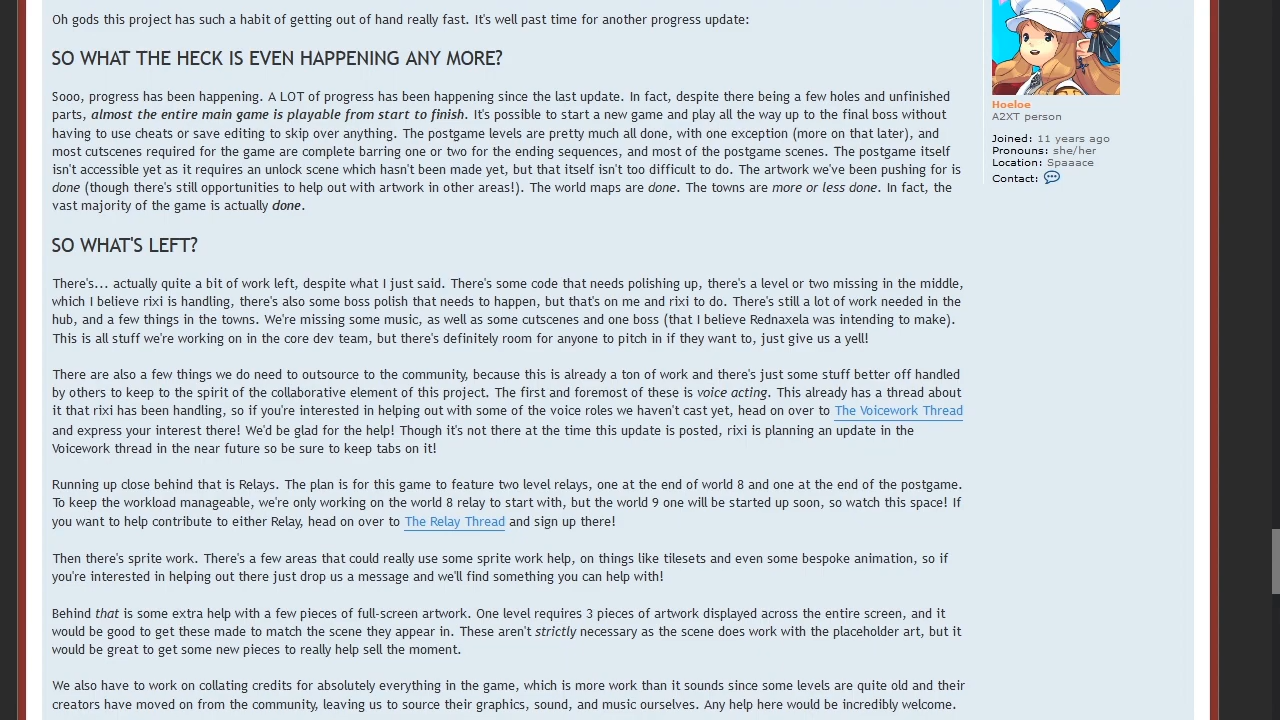 Oh gods this project has such a habit of getting out of hand really fast. It's well past time for another progress update:
SO WHAT THE HECK IS EVEN HAPPENING ANY MORE?
Sooo, progress has been happening. A LOT of progress has been happening since the last update. In fact, despite there being a few holes and unfinished
parts, almost the entire main game is playable from start to finish. It's possible to start a new game and play all the way up to the final boss without
having to use cheats or save editing to skip over anything. The postgame levels are pretty much all done, with one exception (more on that later), and
most cutscenes required for the game are complete berring one or two for the ending sequences, and most of the postgame scenes. The postgame itself
isn't accessible yet as it requires an unlock scene which hasn't been made yet, but that itself isn't too difficult to do. The artwork we've been pushing for is
done (though there's still opportunities to help out with artwork in other areas!). The world maps are done. The towns are more or less done. In fact, the
vast majority of the game is actually done.
SO WHAT'S LEFT?
There's... actually quite a bit of work left, despite what I just said. There's some code that needs polishing up, there's a level or two missing in the middle,
which I believe rixi is handling, there's also some boss polish that needs to happen, but that's on me and rixi to do. There's still a lot of work needed in the
hub, and a few things in the towns. We're missing some music, as well as some cutscenes and one boss (that I believe Rednaxela was intending to make).
This is all stuff we're working on in the core dev team, but there's definitely room for anyone to pitch in if they want to, just give us a yell!
There are also a few things we do need to outsource to the community, because this is already a ton of work and there's just some stuff better off handled
by others to keep to the spirit of the collaborative element of this project. The first and foremost of these is voice acting. This already has a thread about
it that rixi has been handling, so if you're interested in helping out with some of the voice roles we haven't cast yet, head on over to The Voicework Thread
and express your interest there! We'd be glad for the help! Though it's not there at the time this update is posted, rixi is planning an update in the
Voicework thread in the near future so be sure to keep tabs on it!
Running up close behind that is Relays. The plan is for this game to feature two level relays, one at the end of world 8 and one at the end of the postgame.
To keep the workload manageable, we're only working on the world 8 relay to start with, but the world 9 one will be started up soon, so watch this space! If
you want to help contribute to either Relay, head on over to The Relay Thread and sign up there!
Then there's sprite work. There's a few areas that could really use some sprite work help, on things like tilesets and even some bespoke animation, so if
you're interested in helping out there just drop us a message and we'll find something you can help with!
Behind that is some extra help with a few pieces of full-screen artwork. One level requires 3 pieces of artwork displayed across the entire screen, and it
would be good to get these made to match the scene they appear in. These aren't strictly necessary as the scene does work with the placeholder art, but it
would be great to get some new pieces to really help sell the moment.
We also have to work on collating credits for absolutely everything in the game, which is more work than it sounds since some levels are quite old and their
creators have moved on from the community, leaving us to source their graphics, sound, and music ourselves. Any help here would be incredibly welcome.
Hoeloe
A2XT person
Joined: 11 years ago
Pronouns: she/her
Location: Spaaace
Contact: